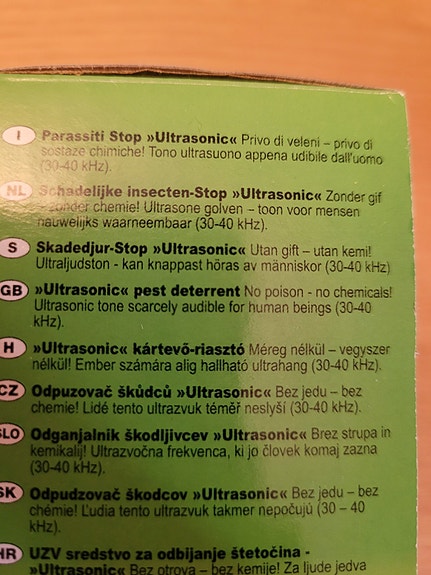 I Parassiti Stop »Ultrasonic« Privo di veleni – privo di
sostaze chimiche! Tono ultrasuono appena udibile dall'uomo
(30-40 kHz).
NL Schadelijke insecten-Stop »Ultrasonic« Zonder gif
- zonder chemie! Ultrasone golven – toon voor mensen
nauwelijks waarneembaar (30-40 kHz).
S Skadedjur-Stop »Ultrasonic« Utan gift – utan kemi!
Ultraljudston - kan knappast höras av människor (30-40 kHz)
GB »Ultrasonic« pest deterrent No poison - no chemicals!
Ultrasonic tone scarcely audible for human beings (30-40
kHz).
H »Ultrasonic« kártevő-riasztó Méreg nélkül – vegyszer
nélkül! Ember számára alig hallható ultrahang (30-40 kHz).
CZ Odpuzovač škůdců »Ultrasonic« Bez jedu – bez
chemie! Lidé tento ultrazvuk téměř neslyší (30-40 kHz).
SLO Odganjalnik škodljivcev »Ultrasonic« Brez strupa in
kemikalij! Ultrazvočna frekvenca, ki jo človek komaj zazna
(30-40 kHz).
SK Odpudzovač škodcov »Ultrasonic« Bez jedu – bez
chémie! Ľudia tento ultrazvuk takmer nepočujú (30 – 40
kHz).
HR UZV sredstvo za odbijanje štetočina -
»Ultrasonic« Bez otrova – bez kemije! Za ljude jedva